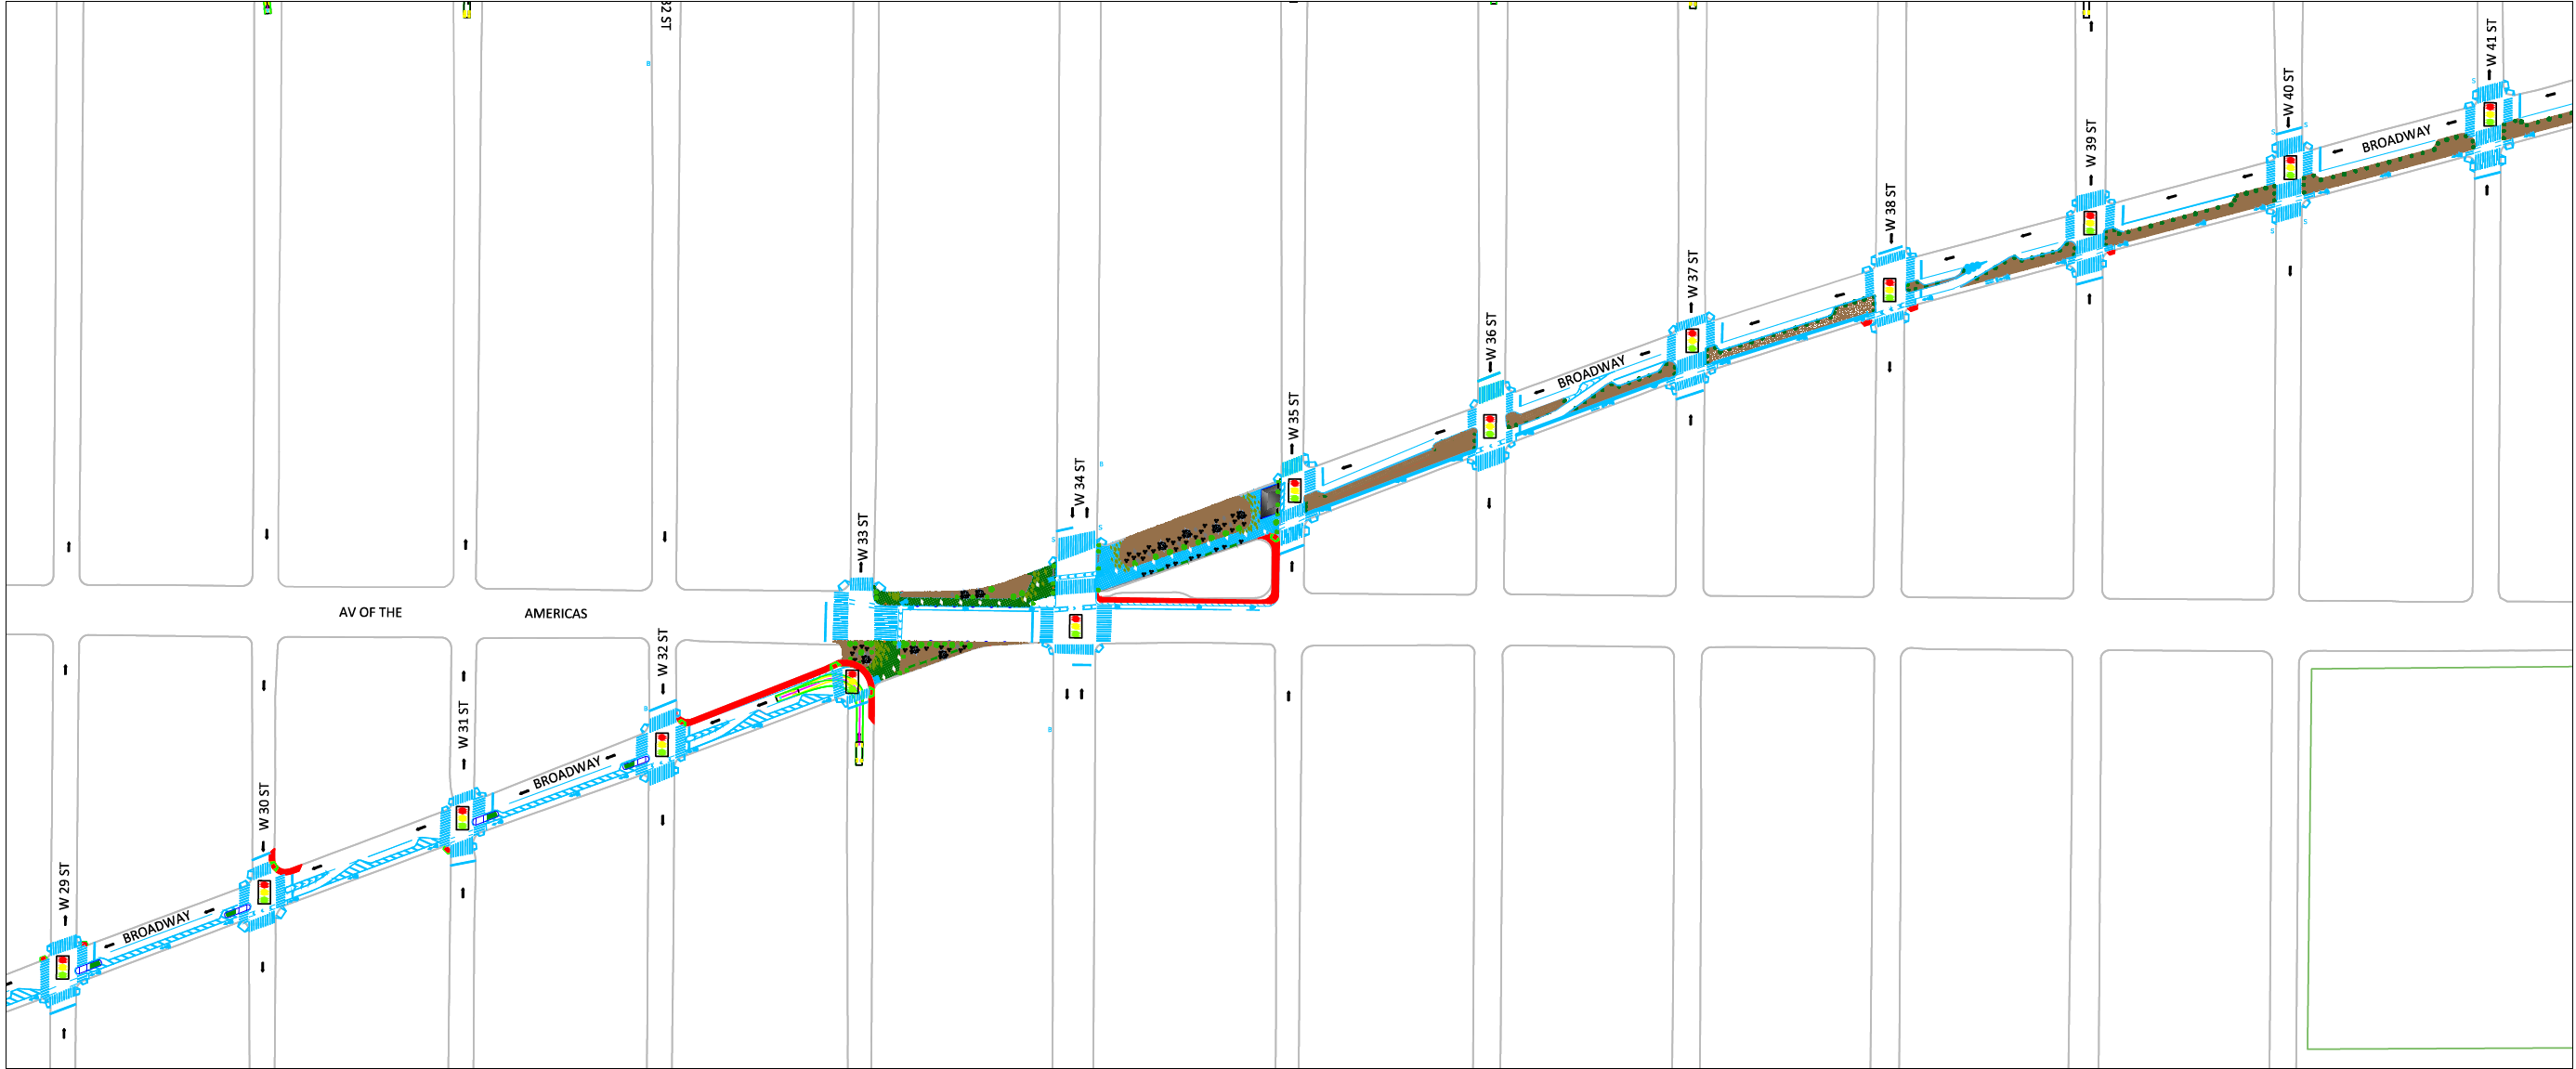 32 ST
B
W 41 ST
W 40 ST
BROADWAY
W 39 ST
W 38 ST
W 37 ST
W 36 ST
BROADWAY
W 35 ST
W 34 ST
B
W 33 ST
S
S
S
S
S
S
S
AV OF THE
AMERICAS
W 32 ST
B
B
W 31 ST
BROADWAY
W 30 ST
W 29 ST
BROADWAY